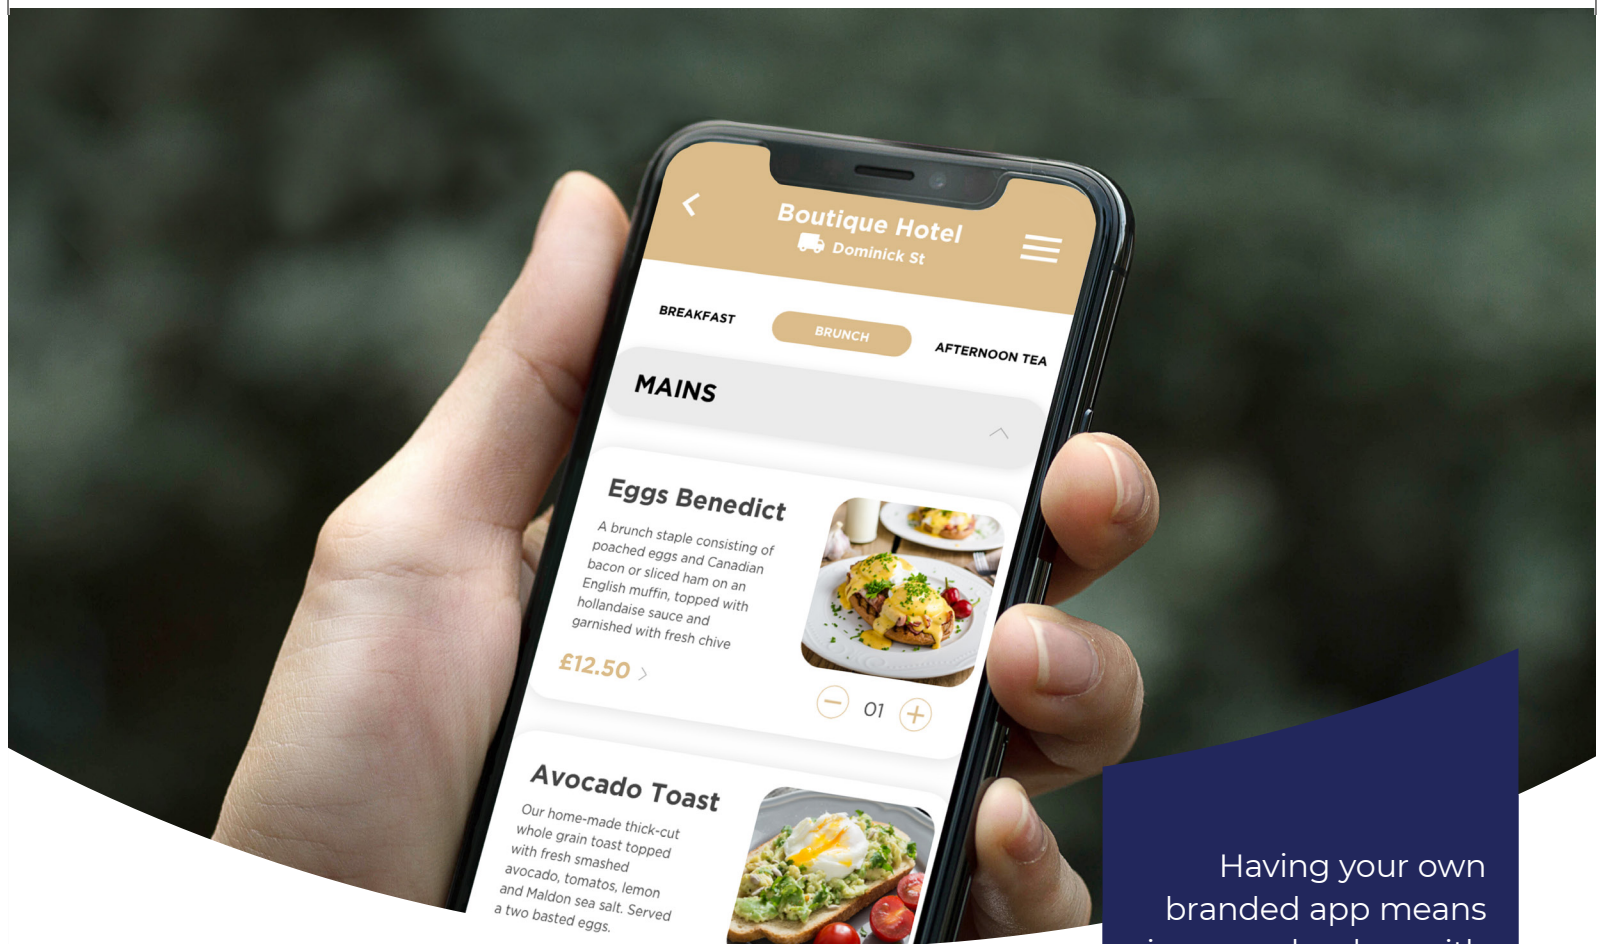 Boutique Hotel
Dominick St
BREAKFAST
BRUNCH
AFTERNOON TEA
MAINS
Eggs Benedict
A brunch staple consisting of
poached eggs and Canadian
bacon or sliced ham on an
English muffin, topped with
hollandaise sauce and
garnished with fresh chive
£12.50
01
Avocado Toast
Our home-made thick-cut
whole grain toast topped
with fresh smashed
avocado, tomatos, lemon
and Maldon sea salt. Served
a two basted eggs.
Having your own
branded app means